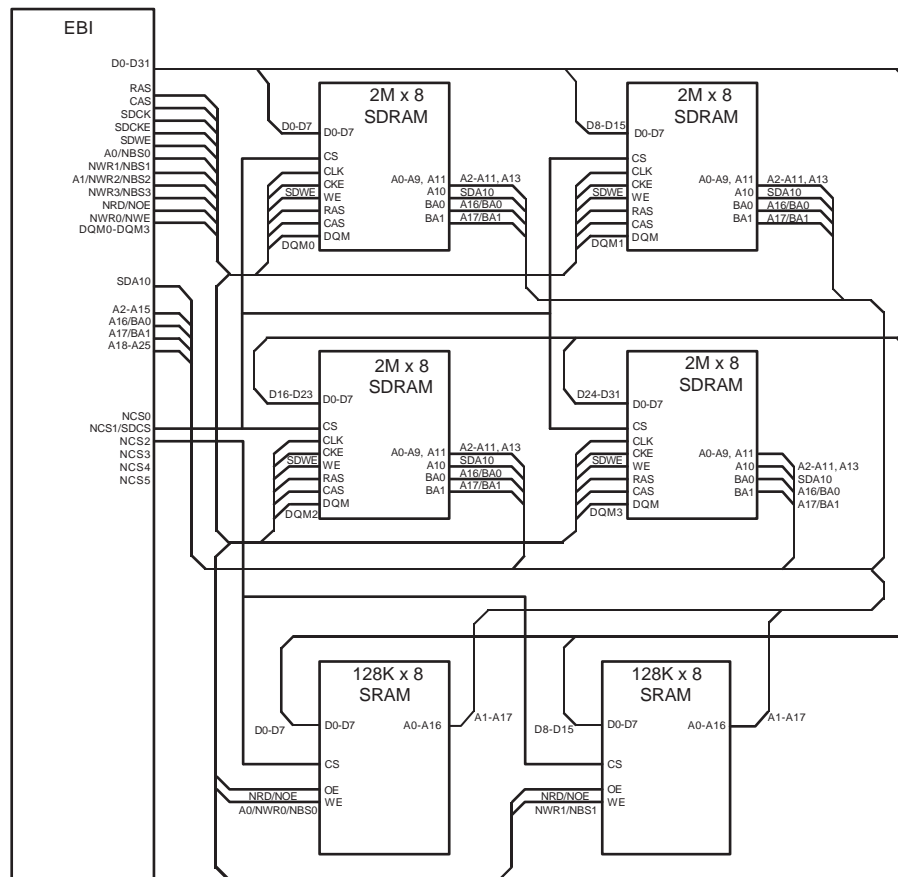 EBI
D0-D31
RAS
CAS
SDCK
SDCKE
SDWE
A0/NBS0
NWR1/NBS1
A1/NWR2/NBS2
NWR3/NBS3
NRD/NOE
NWR0/NWE
DQM0-DQM3
SDA10
A2-A15
A16/BA0
A17/BA1
A18-A25
NCS0
NCS1/SDCS
NCS2
NCS3
NCS4
NCS5
2M x 8
SDRAM
D0-D7
D0-D7
CS
CLK
CKE
SDWE
WE
RAS
CAS
DQM
DQM0
A0-A9, A11
A10
BA0
BA1
A2-A11, A13
SDA10
A16/BA0
A17/BA1
2M x 8
SDRAM
D8-D15
D0-D7
CS
CLK
CKE
SDWE
WE
RAS
CAS
DQM
DQM1
A0-A9, A11
A10
BA0
BA1
A2-A11, A13
SDA10
A16/BA0
A17/BA1
2M x 8
SDRAM
D16-D23
D0-D7
CS
CLK
CKE
SDWE
WE
RAS
CAS
DQM
DQM2
A0-A9, A11
A10
BA0
BA1
A2-A11, A13
SDA10
A16/BA0
A17/BA1
2M x 8
SDRAM
D24-D31
D0-D7
CS
CLK
CKE
SDWE
WE
RAS
CAS
DQM
DQM3
A0-A9, A11
A10
BA0
BA1
A2-A11, A13
SDA10
A16/BA0
A17/BA1
128K x 8
SRAM
D0-D7
D0-D7
A0-A16
A1-A17
CS
OE
NRD/NOE
WE
A0/NWR0/NBS0
128K x 8
SRAM
D8-D15
D0-D7
A0-A16
A1-A17
CS
OE
NRD/NOE
WE
NWR1/NBS1